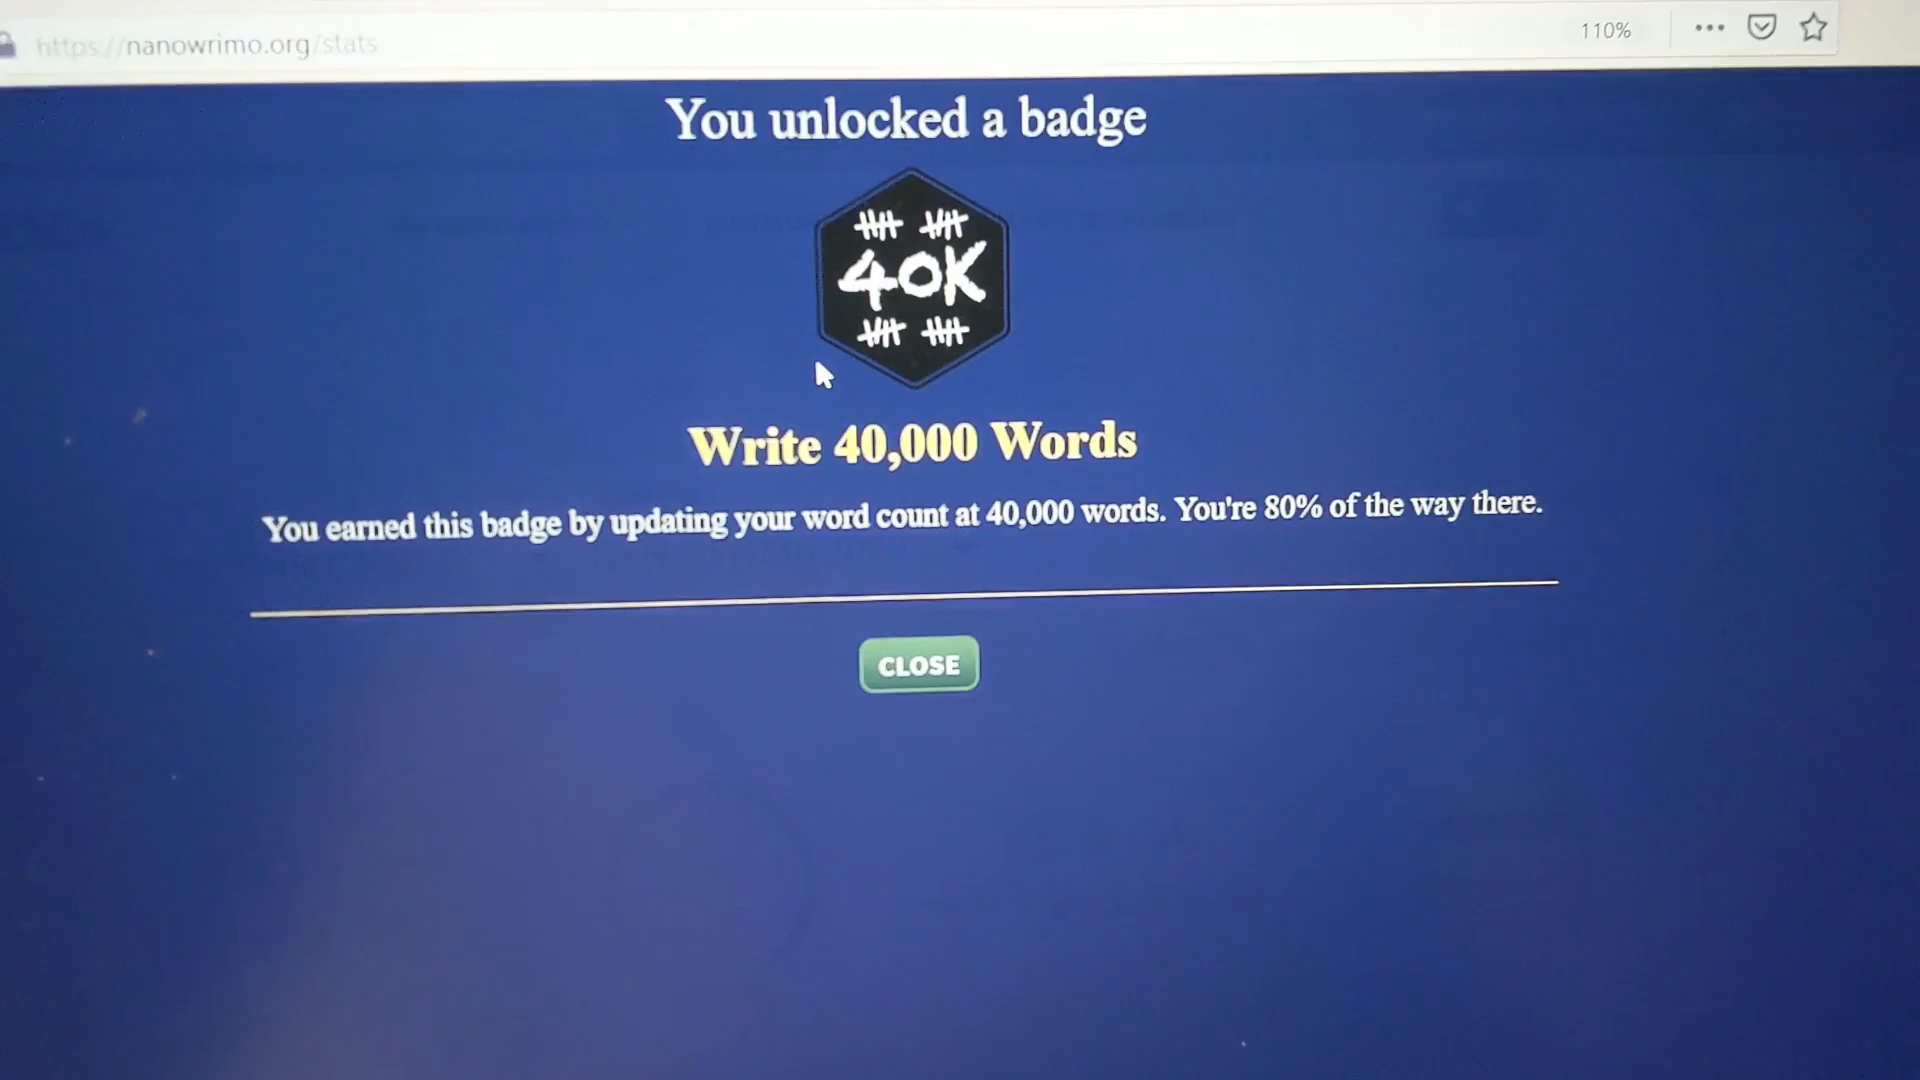 https://nanowrimo.org/stats
110%
You unlocked a badge
40K
Write 40,000 Words
You earned this badge by updating your word count at 40,000 words. You're 80% of the way there.
CLOSE